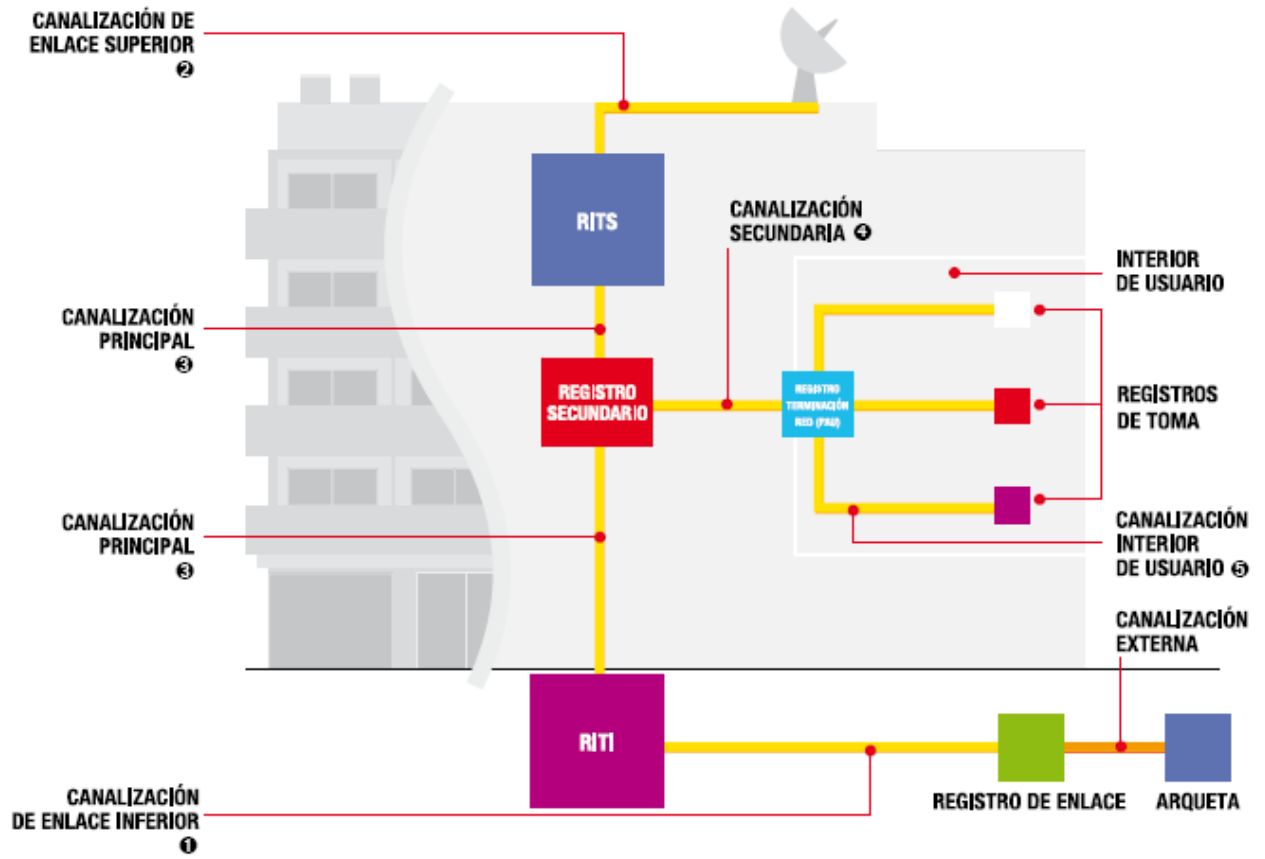 CANALIZACIÓN DE
ENLACE SUPERIOR
❷
RITS
CANALIZACIÓN
SECUNDARIA ❹
INTERIOR
DE USUARIO
CANALIZACIÓN
PRINCIPAL
❸
REGISTRO
SECUNDARIO
REGISTRO
TERMINACIÓN
RED (PAU)
REGISTROS
DE TOMA
CANALIZACIÓN
PRINCIPAL
❸
CANALIZACIÓN
INTERIOR
DE USUARIO ❺
CANALIZACIÓN
EXTERNA
RITI
REGISTRO DE ENLACE
ARQUETA
CANALIZACIÓN
DE ENLACE INFERIOR
❶